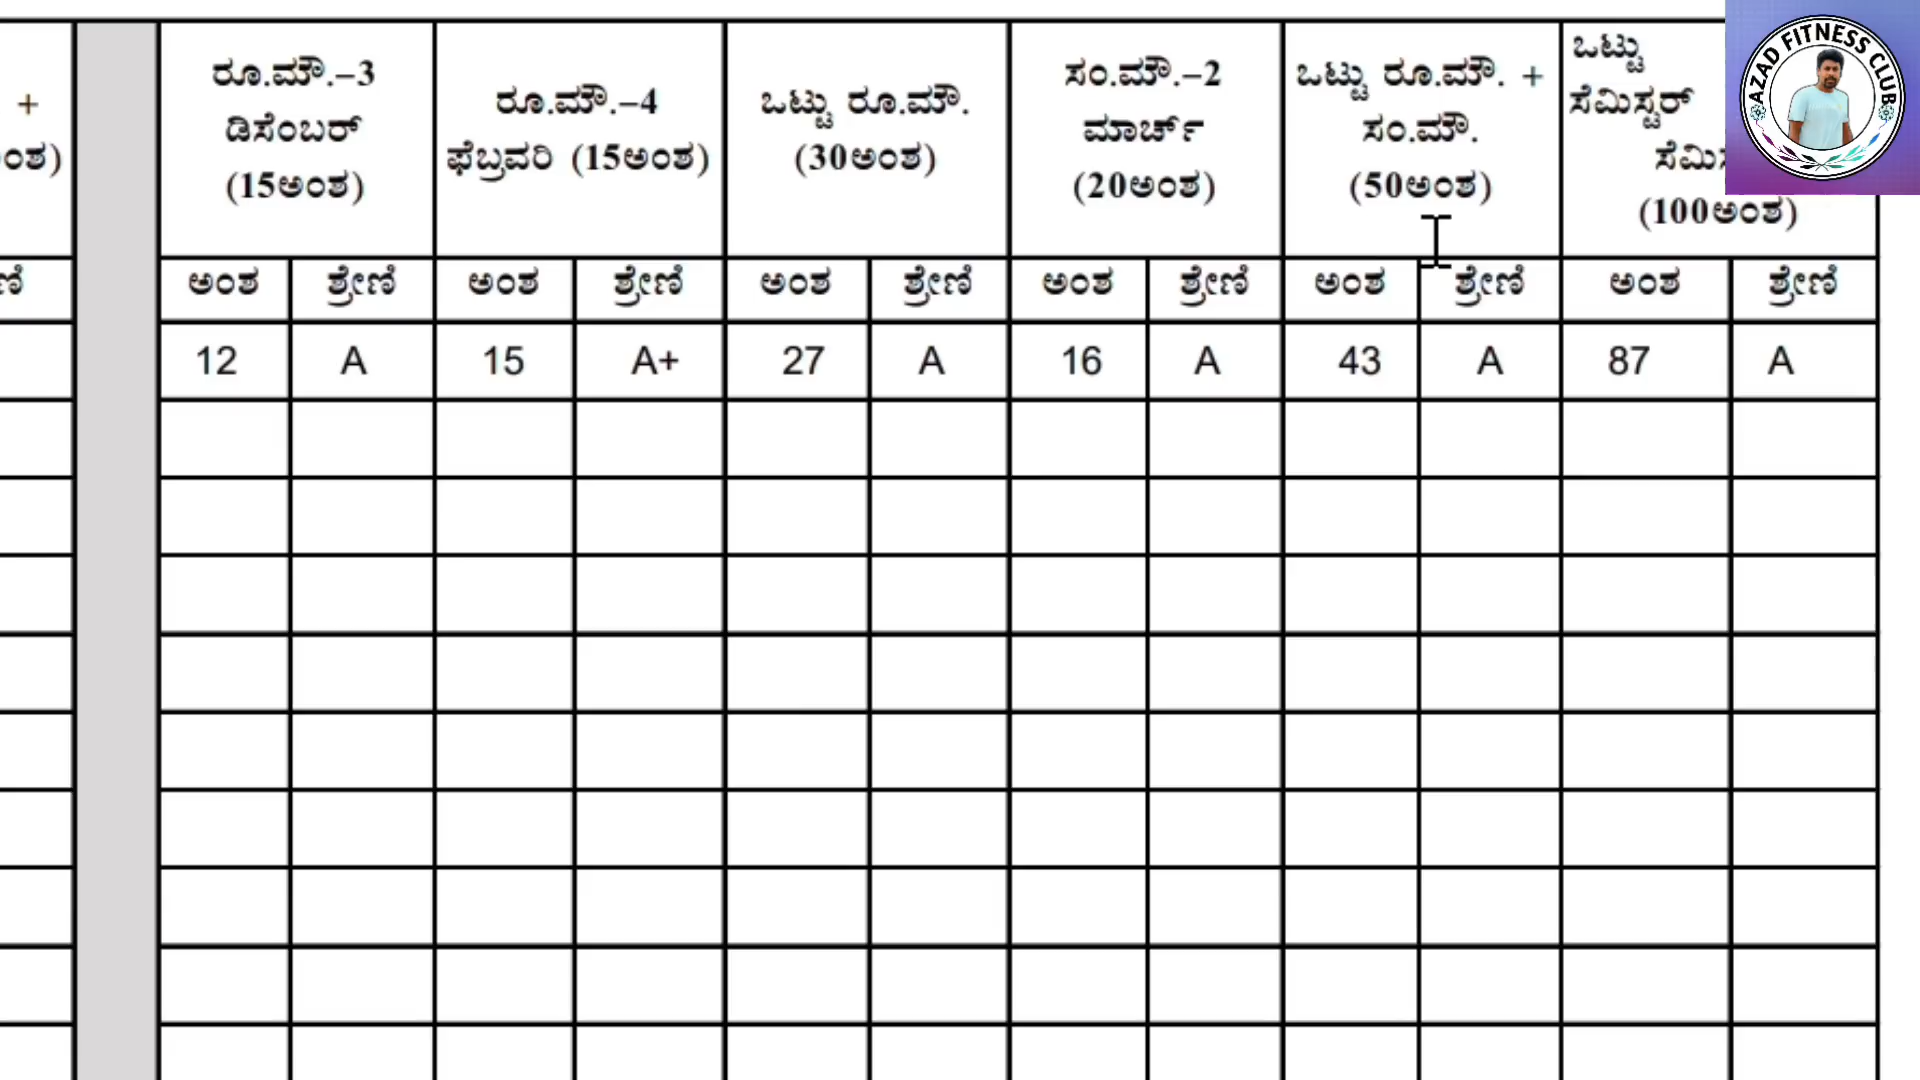 +
ಂತ)
ರೂ.ಮೌ.–3
ಡಿಸೆಂಬರ್
(15ಅಂತ)
ರೂ.ಮೌ.–4
ಫೆಬ್ರವರಿ (15ಅಂತ)
ಒಟ್ಟು ರೂ.ಮೌ.
(30ಅಂತ)
ಸಂ.ಮೌ.–2
ಮಾರ್ಚ್
(20ಅಂತ)
ಒಟ್ಟು ರೂ.ಮೌ. +
ಸಂ.ಮೌ.
(50ಅಂತ)
ಒಟ್ಟು
ಸೆಮಿಸ್ಟರ್
ಸೆಮಿ
(100ಅಂತ)
AZAD FITNESS CLUB
ಣಿ ಅಂತ ಶ್ರೇಣಿ ಅಂತ ಶ್ರೇಣಿ ಅಂತ ಶ್ರೇಣಿ ಅಂತ ಶ್ರೇಣಿ ಅಂತ ಶ್ರೇಣಿ ಅಂತ ಶ್ರೇಣಿ
12 A 15 A+ 27 A 16 A 43 A 87 A